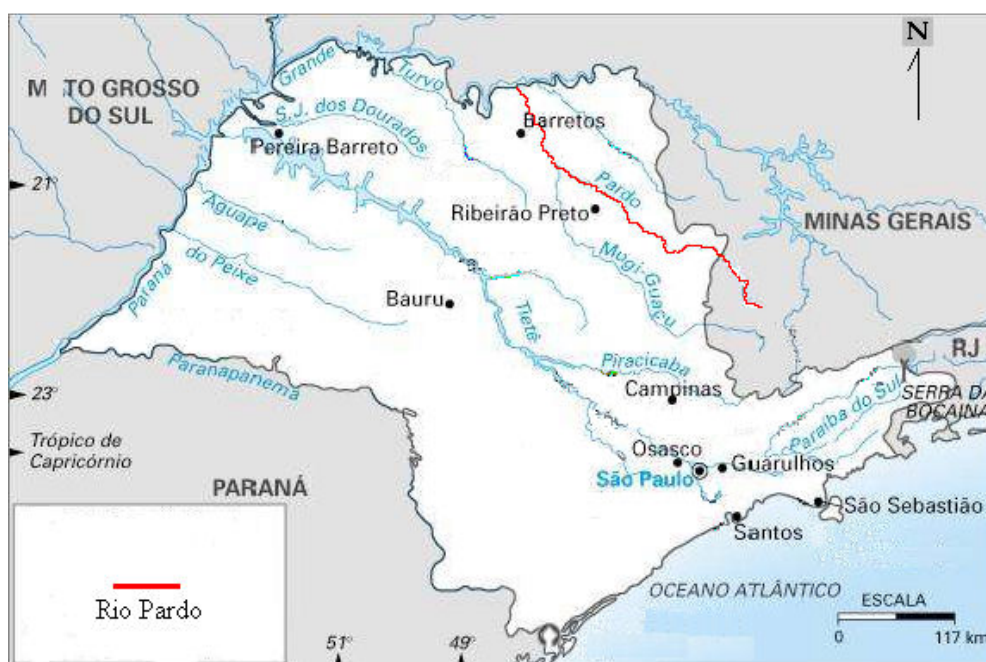 N
Grande
Turvo
M TO GROSSO
DO SUL
S.J. dos Dourados
Barretos
Pereira Barreto
21°
Pardo
Ribeirão Preto
MINAS GERAIS
Aguapeí
do Peixe
Mogi-Guaçu
Paraná
Bauru
Tietê
Piracicaba
RJ
Paranapanema
Campinas
23°
SERRA DA
BOCAINA
Paraíba do Sul
Trópico de
Capricórnio
Osasco
Guarulhos
São Paulo
PARANÁ
São Sebastião
Santos
OCEANO ATLÂNTICO
ESCALA
0
117 km
Rio Pardo
51°
49°